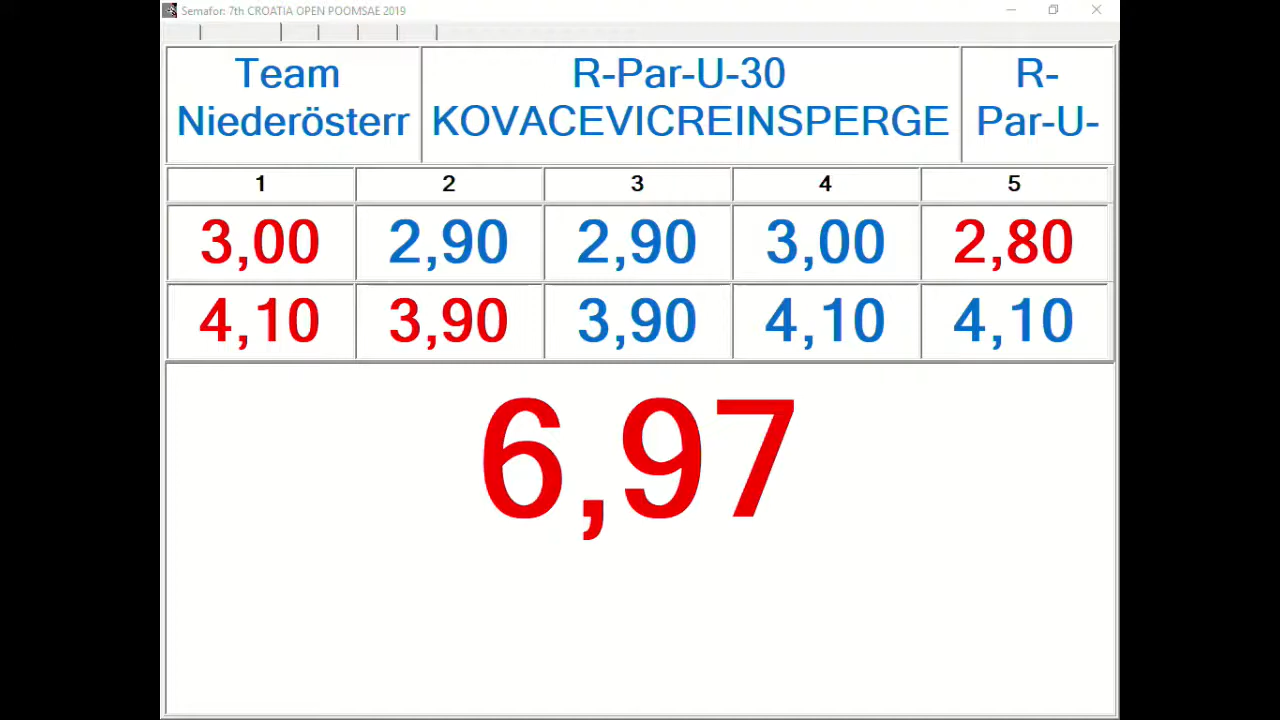 Semafor: 7th CROATIA OPEN POOMSAE 2019
Team
Niederösterr
R-Par-U-30
KOVACEVICREINSPERGE
R-
Par-U-
1 2 3 4 5
3,00 2,90 2,90 3,00 2,80
4,10 3,90 3,90 4,10 4,10
6,97